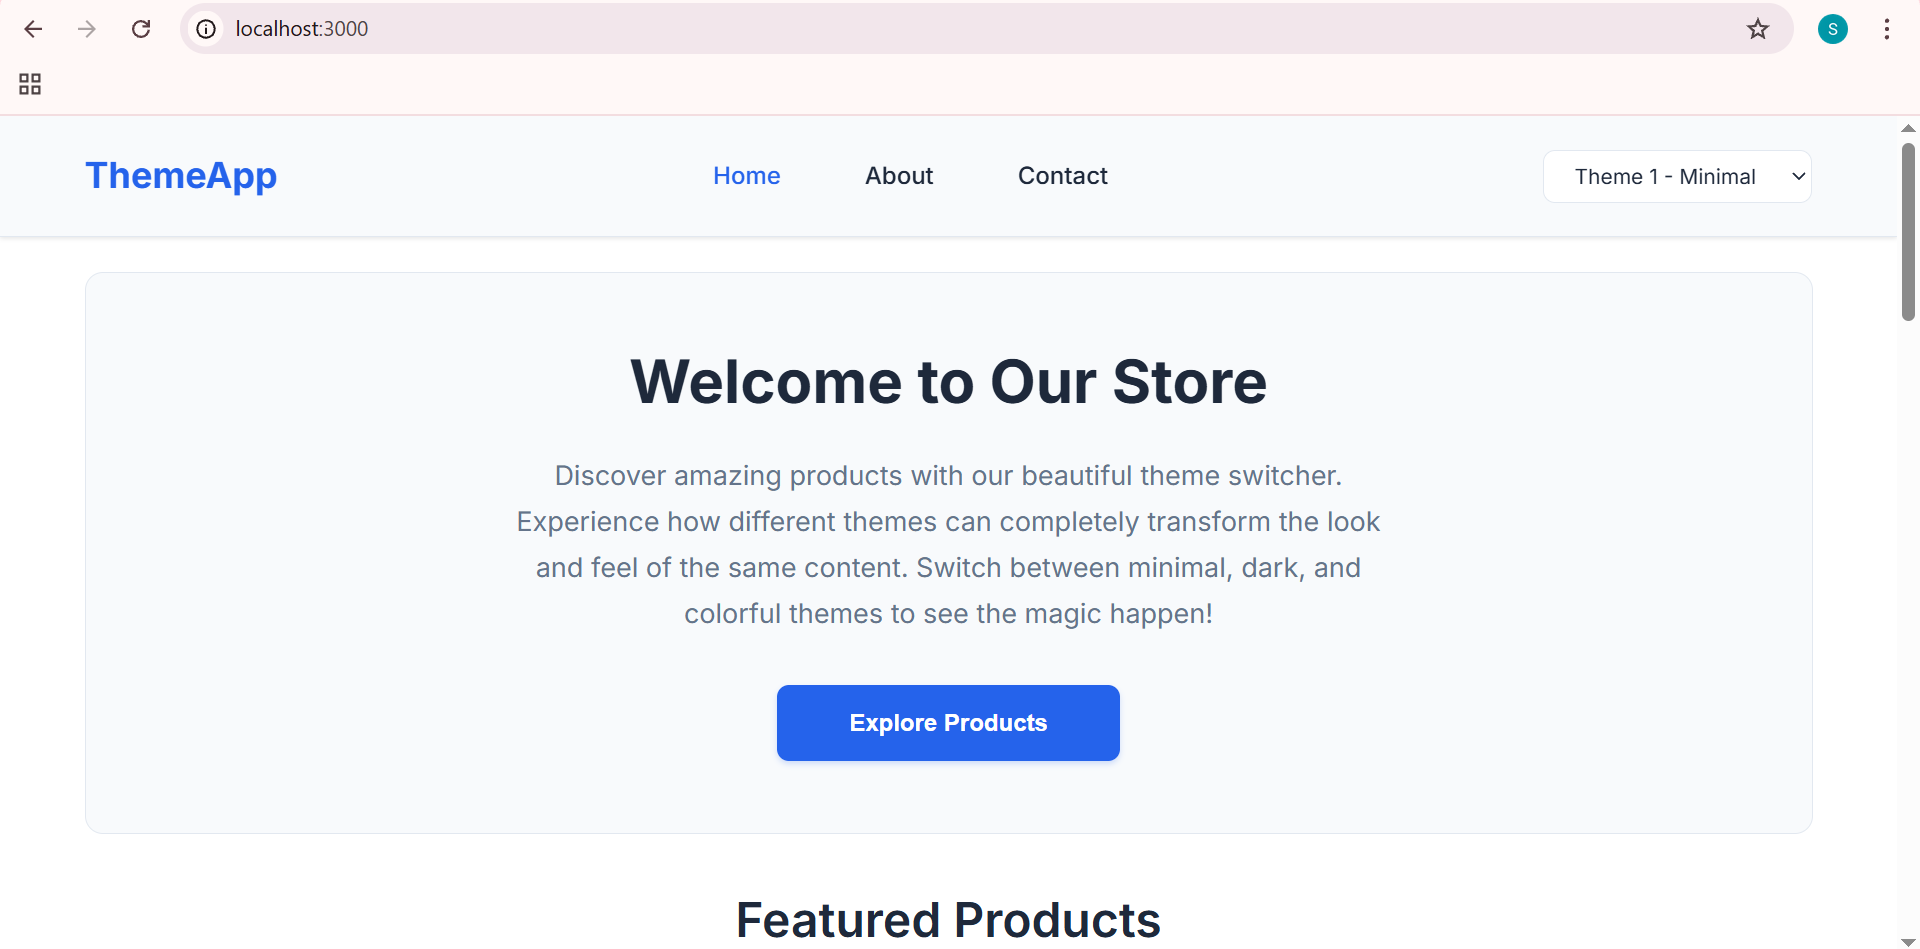 localhost:3000
S
ThemeApp
Home
About
Contact
Theme 1 - Minimal
Welcome to Our Store
Discover amazing products with our beautiful theme switcher.
Experience how different themes can completely transform the look
and feel of the same content. Switch between minimal, dark, and
colorful themes to see the magic happen!
Explore Products
Featured Products